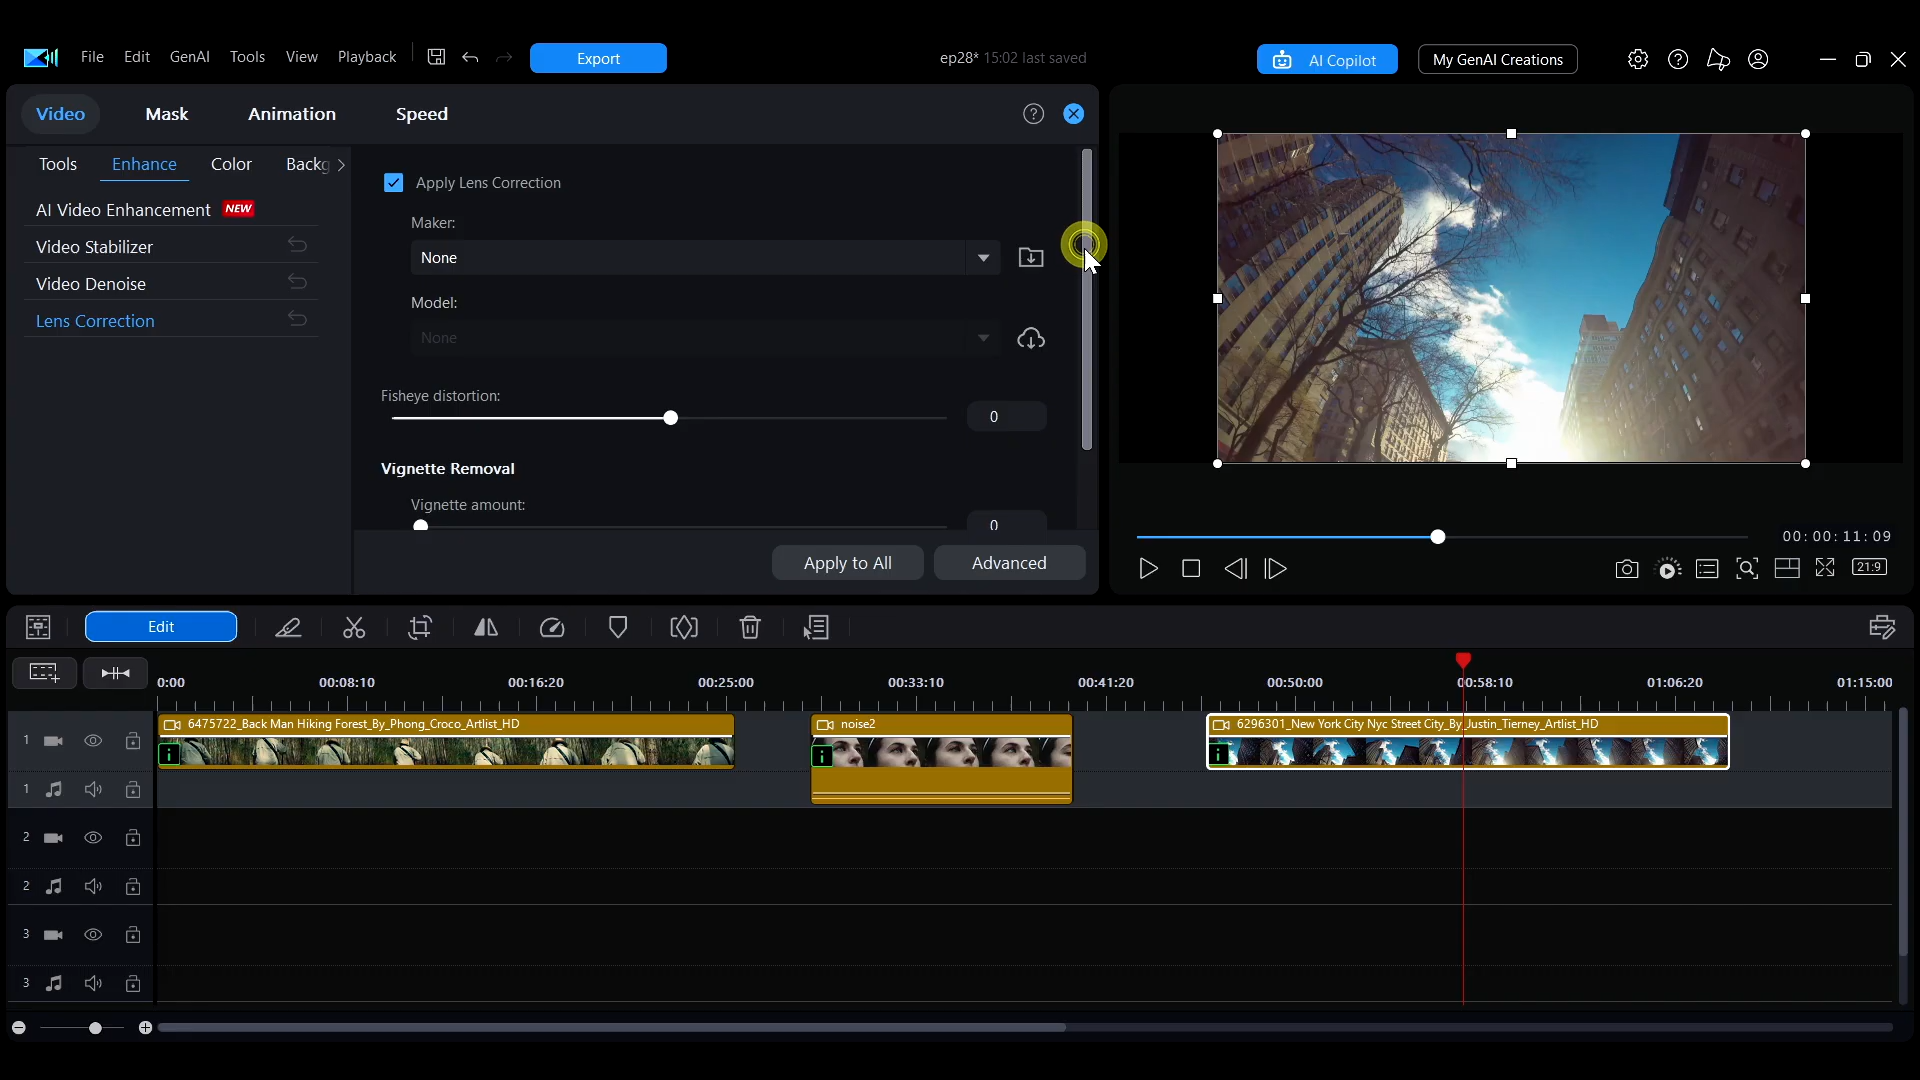 File Edit GenAI Tools View Playback
Export
ep28* 15:02 last saved
AI Copilot
My GenAI Creations
Video Mask Animation Speed
Tools Enhance Color Backg
AI Video Enhancement NEW
Video Stabilizer
Video Denoise
Lens Correction
Apply Lens Correction
Maker:
None
Model:
None
Fisheye distortion:
0
Vignette Removal
Vignette amount:
0
Apply to All Advanced
00:00:11:09
21:9
Edit
0:00 00:08:10 00:16:20 00:25:00 00:33:10 00:41:20 00:50:00 00:58:10 01:06:20 01:15:00
1 6475722_Back Man Hiking Forest_By_Phong_Croco_Artlist_HD noise2 6296301_New York City Nyc Street City_By_Justin_Tierney_Artlist_HD
i i i
1
2
2
3
3